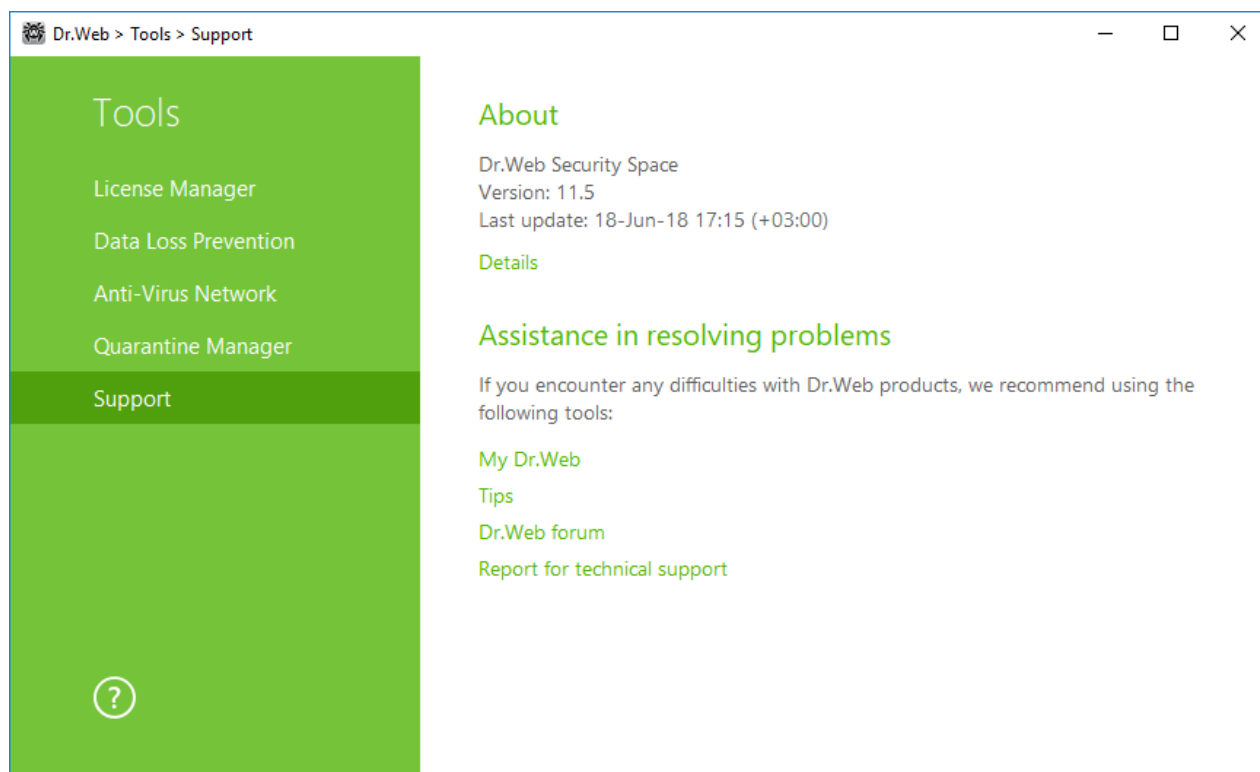 Dr.Web > Tools > Support
Tools
License Manager
Data Loss Prevention
Anti-Virus Network
Quarantine Manager
Support
?
About
Dr.Web Security Space
Version: 11.5
Last update: 18-Jun-18 17:15 (+03:00)
Details
Assistance in resolving problems
If you encounter any difficulties with Dr.Web products, we recommend using the
following tools:
My Dr.Web
Tips
Dr.Web forum
Report for technical support